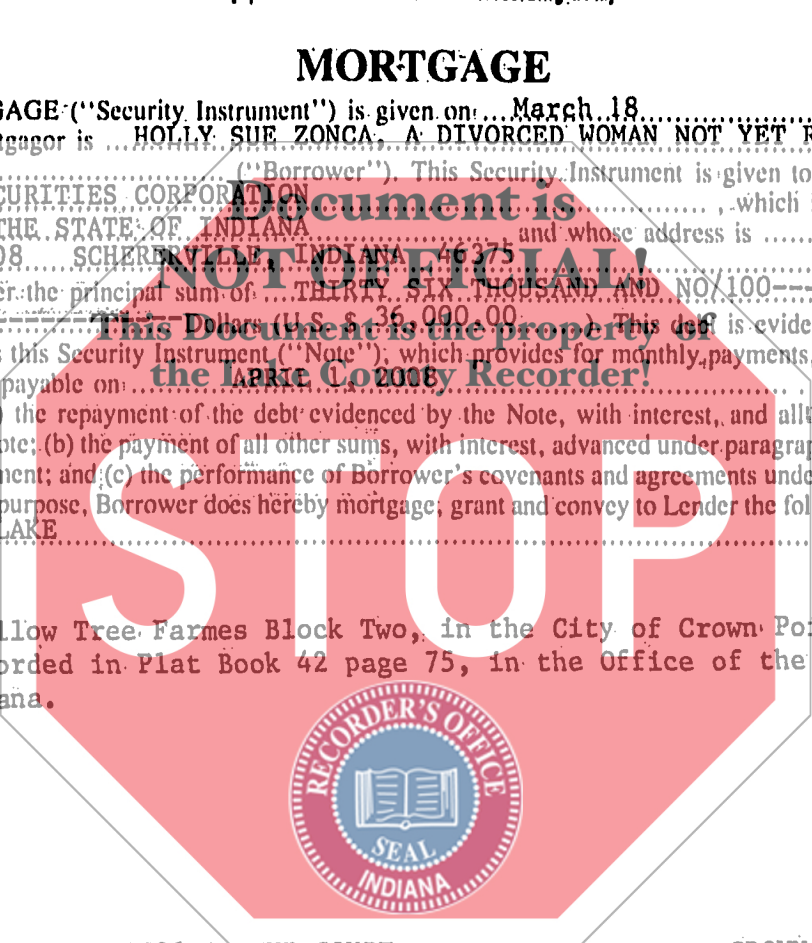 MORTGAGE
GAGE ("Security Instrument") is given on ... March 18
tgagor is ... HOLLY SUE ZONCA, A DIVORCED WOMAN NOT YET R
("Borrower"). This Security Instrument is given to
CURITIES CORPORATION ..., which
Document is
THE STATE OF INDIANA ... and whose address is ......
08 SCHERERVILLE, INDIANA 46375
NOT OFFICIAL!
er the principal sum of .... THIRTY SIX THOUSAND AND NO/100---
Dollars (U.S. $ 36,000.00 ). This debt is evide
This Document is the property of
this Security Instrument ("Note"), which provides for monthly payments,
payable on ... APRIL 1, 2008
the Lake County Recorder!
) the repayment of the debt evidenced by the Note, with interest, and all
ote; (b) the payment of all other sums, with interest, advanced under paragrap
ment; and (c) the performance of Borrower's covenants and agreements unde
purpose, Borrower does hereby mortgage, grant and convey to Lender the fol
LAKE
STOP
llow Tree Farmes Block Two, in the City of Crown Po
orded in Plat Book 42 page 75, in the Office of the
ana.
RECORDER'S OFFICE
SEAL
INDIANA